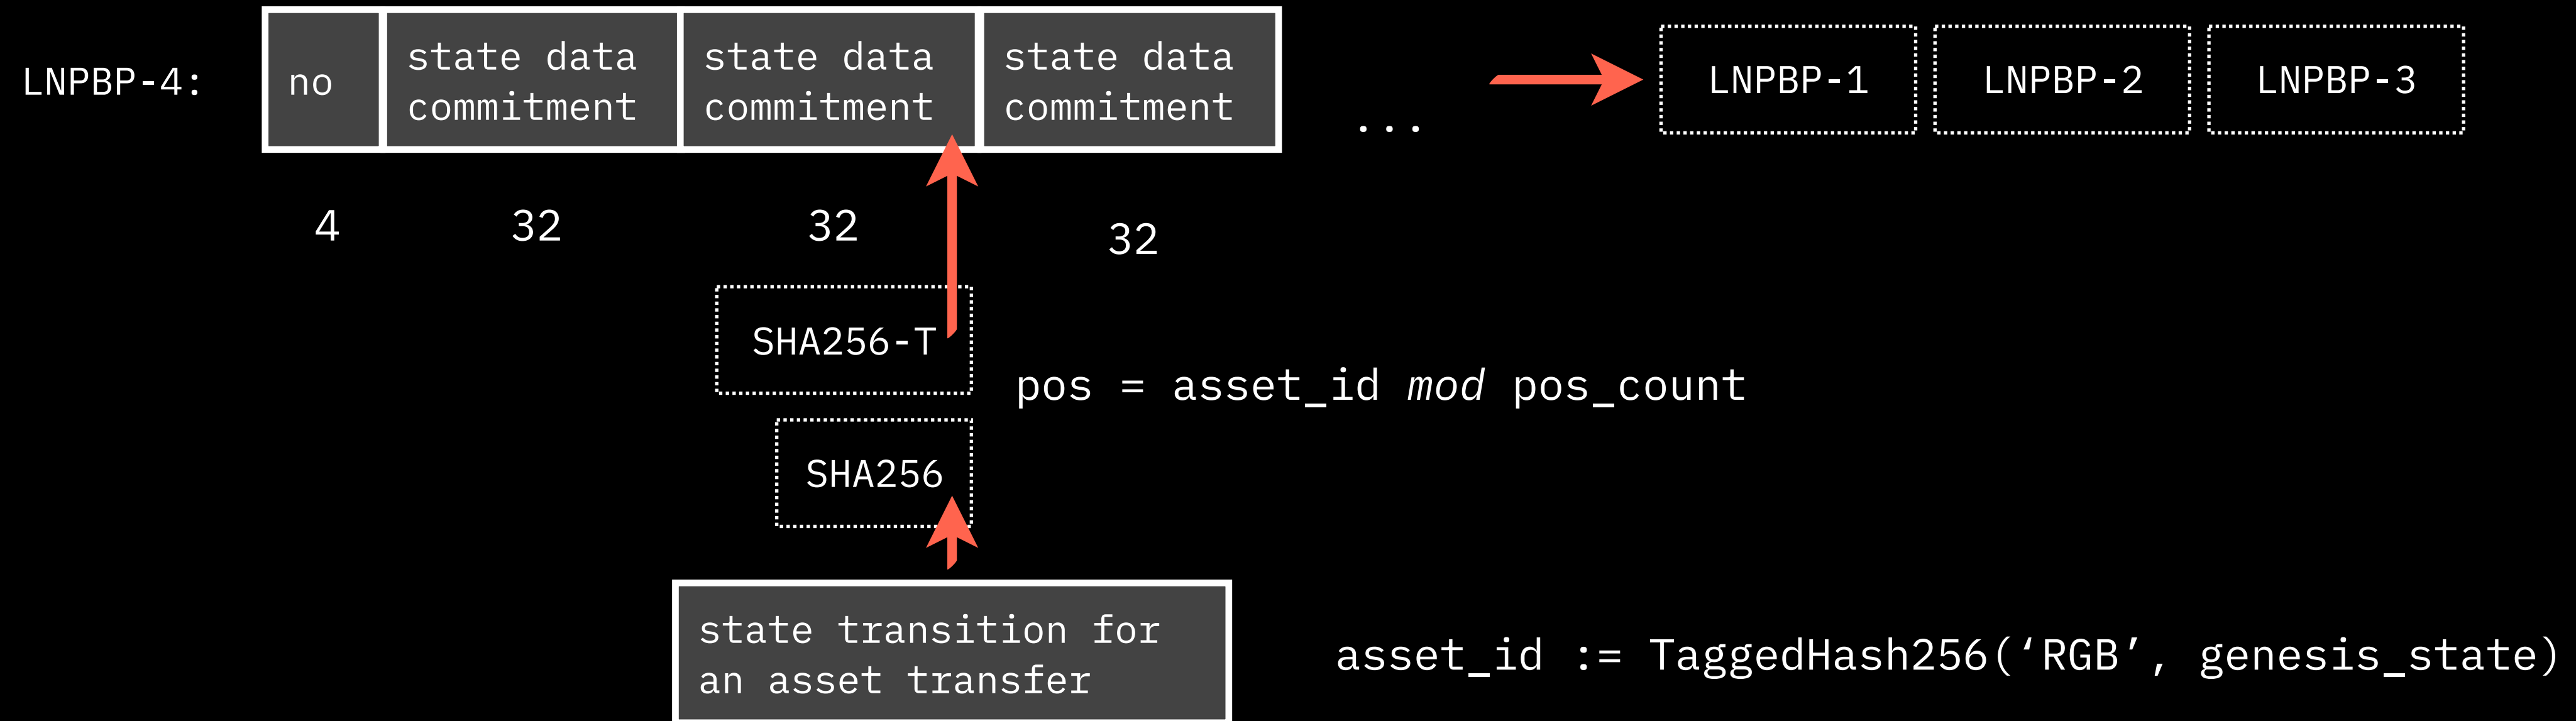 LNPBP-4:
no
state data
commitment
state data
commitment
state data
commitment
...
LNPBP-1
LNPBP-2
LNPBP-3
4
32
32
32
SHA256-T
pos = asset_id mod pos_count
SHA256
state transition for
an asset transfer
asset_id := TaggedHash256(‘RGB’, genesis_state)